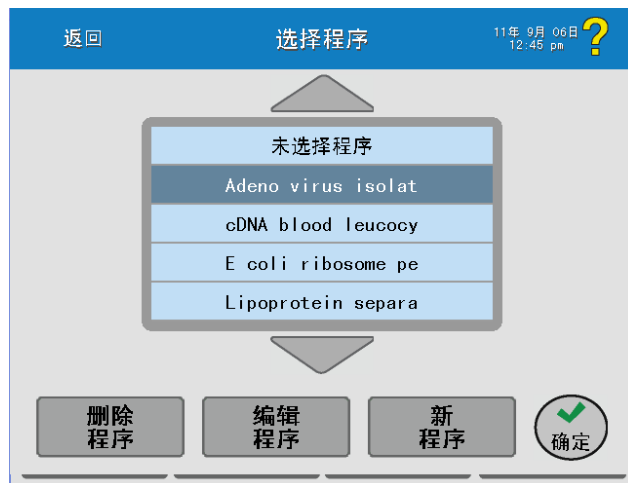 返回
选择程序
11年 9月 06日
12:45 pm
?
未选择程序
Adeno virus isolat
cDNA blood leucocy
E coli ribosome pe
Lipoprotein separa
删除
程序
编辑
程序
新
程序
确定